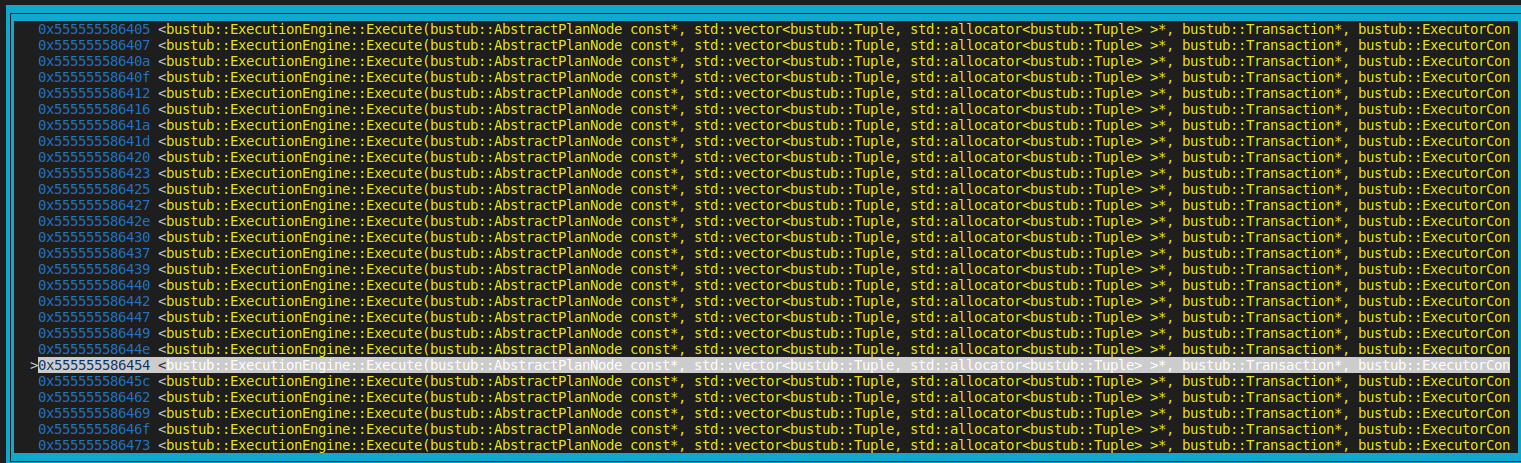 0x555555586405 <bustub::ExecutionEngine::Execute(bustub::AbstractPlanNode const*, std::vector<bustub::Tuple, std::allocator<bustub::Tuple> >*, bustub::Transaction*, bustub::ExecutorCon
0x555555586407 <bustub::ExecutionEngine::Execute(bustub::AbstractPlanNode const*, std::vector<bustub::Tuple, std::allocator<bustub::Tuple> >*, bustub::Transaction*, bustub::ExecutorCon
0x55555558640a <bustub::ExecutionEngine::Execute(bustub::AbstractPlanNode const*, std::vector<bustub::Tuple, std::allocator<bustub::Tuple> >*, bustub::Transaction*, bustub::ExecutorCon
0x55555558640f <bustub::ExecutionEngine::Execute(bustub::AbstractPlanNode const*, std::vector<bustub::Tuple, std::allocator<bustub::Tuple> >*, bustub::Transaction*, bustub::ExecutorCon
0x555555586412 <bustub::ExecutionEngine::Execute(bustub::AbstractPlanNode const*, std::vector<bustub::Tuple, std::allocator<bustub::Tuple> >*, bustub::Transaction*, bustub::ExecutorCon
0x555555586416 <bustub::ExecutionEngine::Execute(bustub::AbstractPlanNode const*, std::vector<bustub::Tuple, std::allocator<bustub::Tuple> >*, bustub::Transaction*, bustub::ExecutorCon
0x55555558641a <bustub::ExecutionEngine::Execute(bustub::AbstractPlanNode const*, std::vector<bustub::Tuple, std::allocator<bustub::Tuple> >*, bustub::Transaction*, bustub::ExecutorCon
0x55555558641d <bustub::ExecutionEngine::Execute(bustub::AbstractPlanNode const*, std::vector<bustub::Tuple, std::allocator<bustub::Tuple> >*, bustub::Transaction*, bustub::ExecutorCon
0x555555586420 <bustub::ExecutionEngine::Execute(bustub::AbstractPlanNode const*, std::vector<bustub::Tuple, std::allocator<bustub::Tuple> >*, bustub::Transaction*, bustub::ExecutorCon
0x555555586423 <bustub::ExecutionEngine::Execute(bustub::AbstractPlanNode const*, std::vector<bustub::Tuple, std::allocator<bustub::Tuple> >*, bustub::Transaction*, bustub::ExecutorCon
0x555555586425 <bustub::ExecutionEngine::Execute(bustub::AbstractPlanNode const*, std::vector<bustub::Tuple, std::allocator<bustub::Tuple> >*, bustub::Transaction*, bustub::ExecutorCon
0x555555586427 <bustub::ExecutionEngine::Execute(bustub::AbstractPlanNode const*, std::vector<bustub::Tuple, std::allocator<bustub::Tuple> >*, bustub::Transaction*, bustub::ExecutorCon
0x55555558642e <bustub::ExecutionEngine::Execute(bustub::AbstractPlanNode const*, std::vector<bustub::Tuple, std::allocator<bustub::Tuple> >*, bustub::Transaction*, bustub::ExecutorCon
0x555555586430 <bustub::ExecutionEngine::Execute(bustub::AbstractPlanNode const*, std::vector<bustub::Tuple, std::allocator<bustub::Tuple> >*, bustub::Transaction*, bustub::ExecutorCon
0x555555586437 <bustub::ExecutionEngine::Execute(bustub::AbstractPlanNode const*, std::vector<bustub::Tuple, std::allocator<bustub::Tuple> >*, bustub::Transaction*, bustub::ExecutorCon
0x555555586439 <bustub::ExecutionEngine::Execute(bustub::AbstractPlanNode const*, std::vector<bustub::Tuple, std::allocator<bustub::Tuple> >*, bustub::Transaction*, bustub::ExecutorCon
0x555555586440 <bustub::ExecutionEngine::Execute(bustub::AbstractPlanNode const*, std::vector<bustub::Tuple, std::allocator<bustub::Tuple> >*, bustub::Transaction*, bustub::ExecutorCon
0x555555586442 <bustub::ExecutionEngine::Execute(bustub::AbstractPlanNode const*, std::vector<bustub::Tuple, std::allocator<bustub::Tuple> >*, bustub::Transaction*, bustub::ExecutorCon
0x555555586447 <bustub::ExecutionEngine::Execute(bustub::AbstractPlanNode const*, std::vector<bustub::Tuple, std::allocator<bustub::Tuple> >*, bustub::Transaction*, bustub::ExecutorCon
0x555555586449 <bustub::ExecutionEngine::Execute(bustub::AbstractPlanNode const*, std::vector<bustub::Tuple, std::allocator<bustub::Tuple> >*, bustub::Transaction*, bustub::ExecutorCon
0x55555558644e <bustub::ExecutionEngine::Execute(bustub::AbstractPlanNode const*, std::vector<bustub::Tuple, std::allocator<bustub::Tuple> >*, bustub::Transaction*, bustub::ExecutorCon
>0x555555586454 <bustub::ExecutionEngine::Execute(bustub::AbstractPlanNode const*, std::vector<bustub::Tuple, std::allocator<bustub::Tuple> >*, bustub::Transaction*, bustub::ExecutorCon
0x55555558645c <bustub::ExecutionEngine::Execute(bustub::AbstractPlanNode const*, std::vector<bustub::Tuple, std::allocator<bustub::Tuple> >*, bustub::Transaction*, bustub::ExecutorCon
0x555555586462 <bustub::ExecutionEngine::Execute(bustub::AbstractPlanNode const*, std::vector<bustub::Tuple, std::allocator<bustub::Tuple> >*, bustub::Transaction*, bustub::ExecutorCon
0x555555586469 <bustub::ExecutionEngine::Execute(bustub::AbstractPlanNode const*, std::vector<bustub::Tuple, std::allocator<bustub::Tuple> >*, bustub::Transaction*, bustub::ExecutorCon
0x55555558646f <bustub::ExecutionEngine::Execute(bustub::AbstractPlanNode const*, std::vector<bustub::Tuple, std::allocator<bustub::Tuple> >*, bustub::Transaction*, bustub::ExecutorCon
0x555555586473 <bustub::ExecutionEngine::Execute(bustub::AbstractPlanNode const*, std::vector<bustub::Tuple, std::allocator<bustub::Tuple> >*, bustub::Transaction*, bustub::ExecutorCon